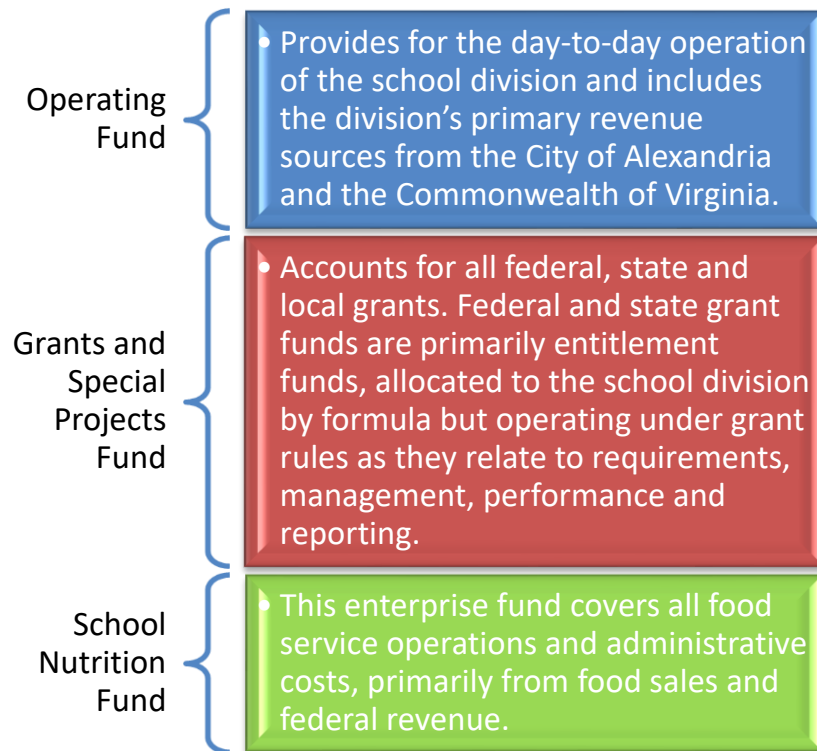 Operating
Fund
• Provides for the day-to-day operation
of the school division and includes
the division's primary revenue
sources from the City of Alexandria
and the Commonwealth of Virginia.
Grants and
Special
Projects
Fund
• Accounts for all federal, state and
local grants. Federal and state grant
funds are primarily entitlement
funds, allocated to the school division
by formula but operating under grant
rules as they relate to requirements,
management, performance and
reporting.
School
Nutrition
Fund
• This enterprise fund covers all food
service operations and administrative
costs, primarily from food sales and
federal revenue.